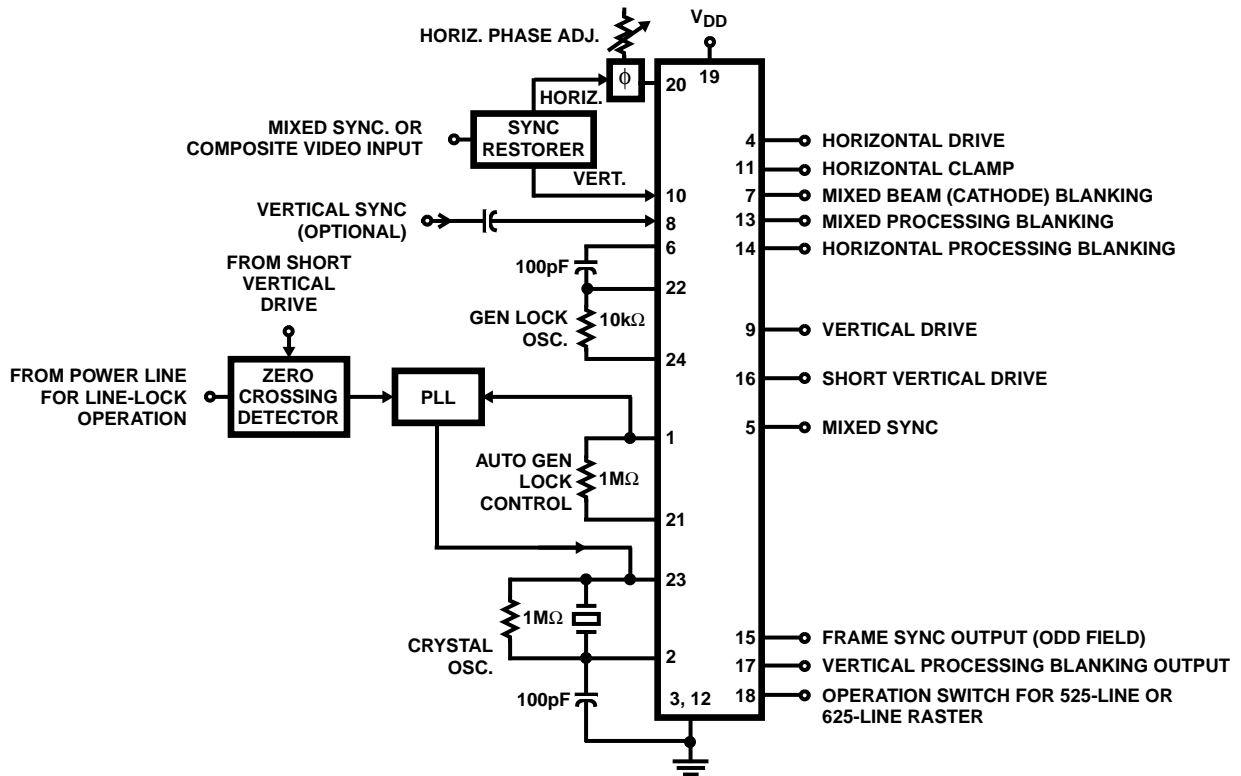 HORIZ. PHASE ADJ.
VDD
ϕ
20
19
HORIZ.
MIXED SYNC. OR
COMPOSITE VIDEO INPUT
SYNC
RESTORER
VERT.
10
VERTICAL SYNC
(OPTIONAL)
8
6
100pF
22
GEN LOCK
OSC.
10kΩ
24
FROM SHORT
VERTICAL
DRIVE
FROM POWER LINE
FOR LINE-LOCK
OPERATION
ZERO
CROSSING
DETECTOR
PLL
1
AUTO GEN
LOCK
CONTROL
1MΩ
21
23
1MΩ
CRYSTAL
OSC.
2
100pF
3, 12
4 HORIZONTAL DRIVE
11 HORIZONTAL CLAMP
7 MIXED BEAM (CATHODE) BLANKING
13 MIXED PROCESSING BLANKING
14 HORIZONTAL PROCESSING BLANKING
9 VERTICAL DRIVE
16 SHORT VERTICAL DRIVE
5 MIXED SYNC
15 FRAME SYNC OUTPUT (ODD FIELD)
17 VERTICAL PROCESSING BLANKING OUTPUT
18 OPERATION SWITCH FOR 525-LINE OR
625-LINE RASTER